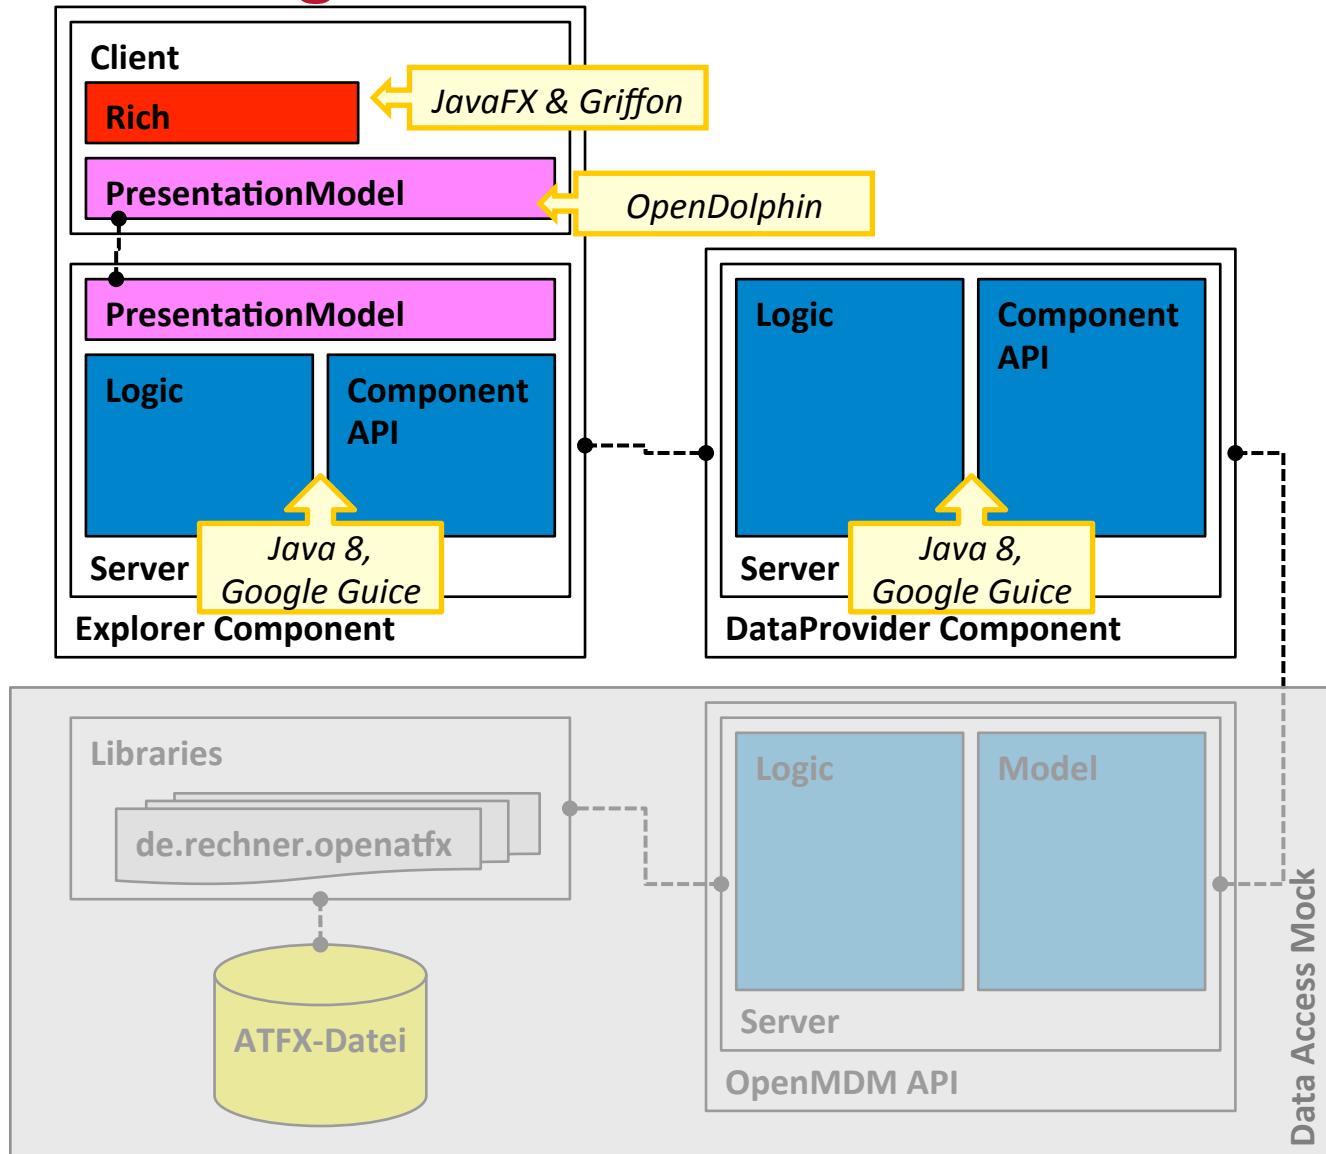 Client
Rich
JavaFX & Griffon
PresentationModel
OpenDolphin
PresentationModel
Logic
Component
API
Java 8,
Google Guice
Server
Explorer Component
Logic
Component
API
Java 8,
Google Guice
Server
DataProvider Component
Libraries
de.rechner.openatfx
ATFX-Datei
Logic
Model
Server
OpenMDM API
Data Access Mock